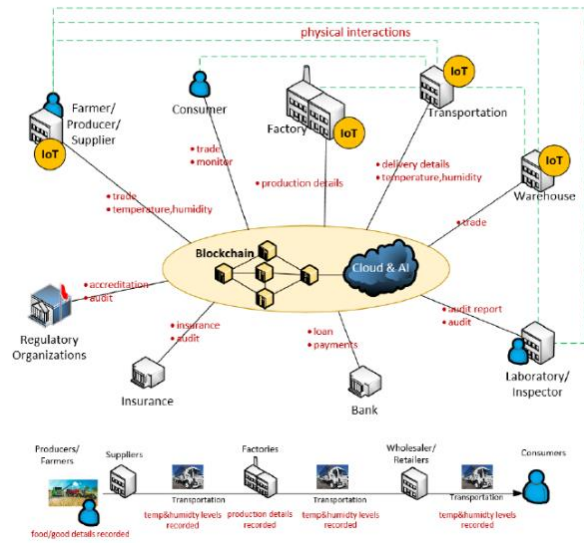 physical interactions
IoT
Farmer/
Producer/
Supplier
IoT
Consumer
Factory
IoT
Transportation
IoT
Warehouse
• trade
• monitor
• production details
• delivery details
• temperature,humidity
• trade
• temperature,humidity
• trade
Blockchain
Cloud & AI
• accreditation
• audit
Regulatory
Organizations
• insurance
• audit
Insurance
• loan
• payments
Bank
• audit report
• audit
Laboratory/
Inspector
Producers/
Farmers
Suppliers
Factories
Wholesaler/
Retailers
Consumers
Transportation
Transportation
Transportation
food/good details recorded
temp&humidity levels
recorded
production details
recorded
temp&humidity levels
recorded
temp&humidity levels
recorded